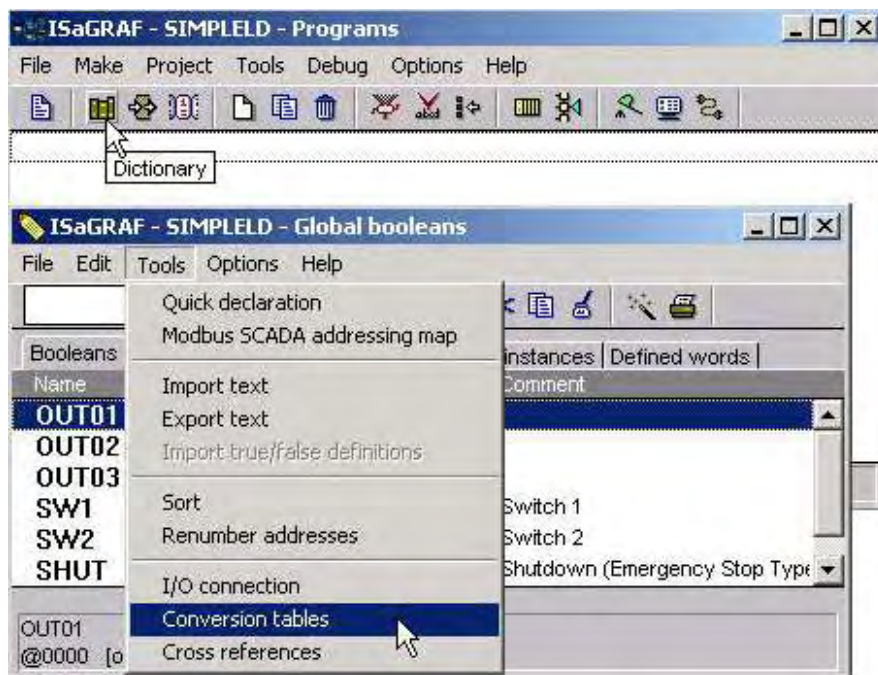 ISaGRAF - SIMPLELD - Programs
File Make Project Tools Debug Options Help
Dictionary
ISaGRAF - SIMPLELD - Global booleans
File Edit Tools Options Help
Quick declaration
Modbus SCADA addressing map
Import text
Export text
Import true/false definitions
Sort
Renumber addresses
I/O connection
Conversion tables
Cross references
Booleans instances Defined words
Name Comment
OUT01
OUT02
OUT03
SW1 Switch 1
SW2 Switch 2
SHUT Shutdown (Emergency Stop Type
OUT01
@0000 [o